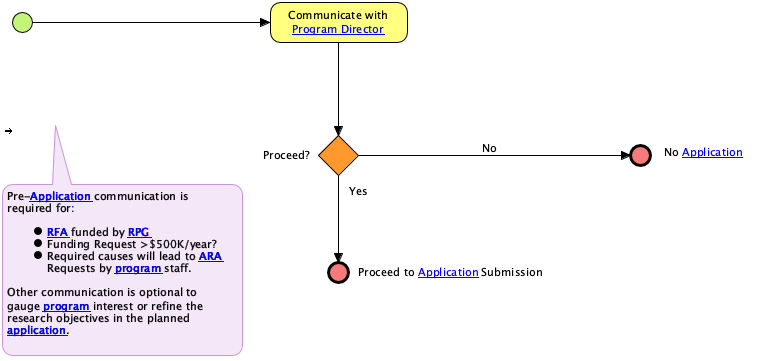 Communicate with
Program Director
Proceed?
No
No Application
Yes
Pre-Application communication is
required for:
● RFA funded by RPG
● Funding Request >$500K/year?
● Required causes will lead to ARA
Requests by program staff.
Other communication is optional to
gauge program interest or refine the
research objectives in the planned
application.
Proceed to Application Submission